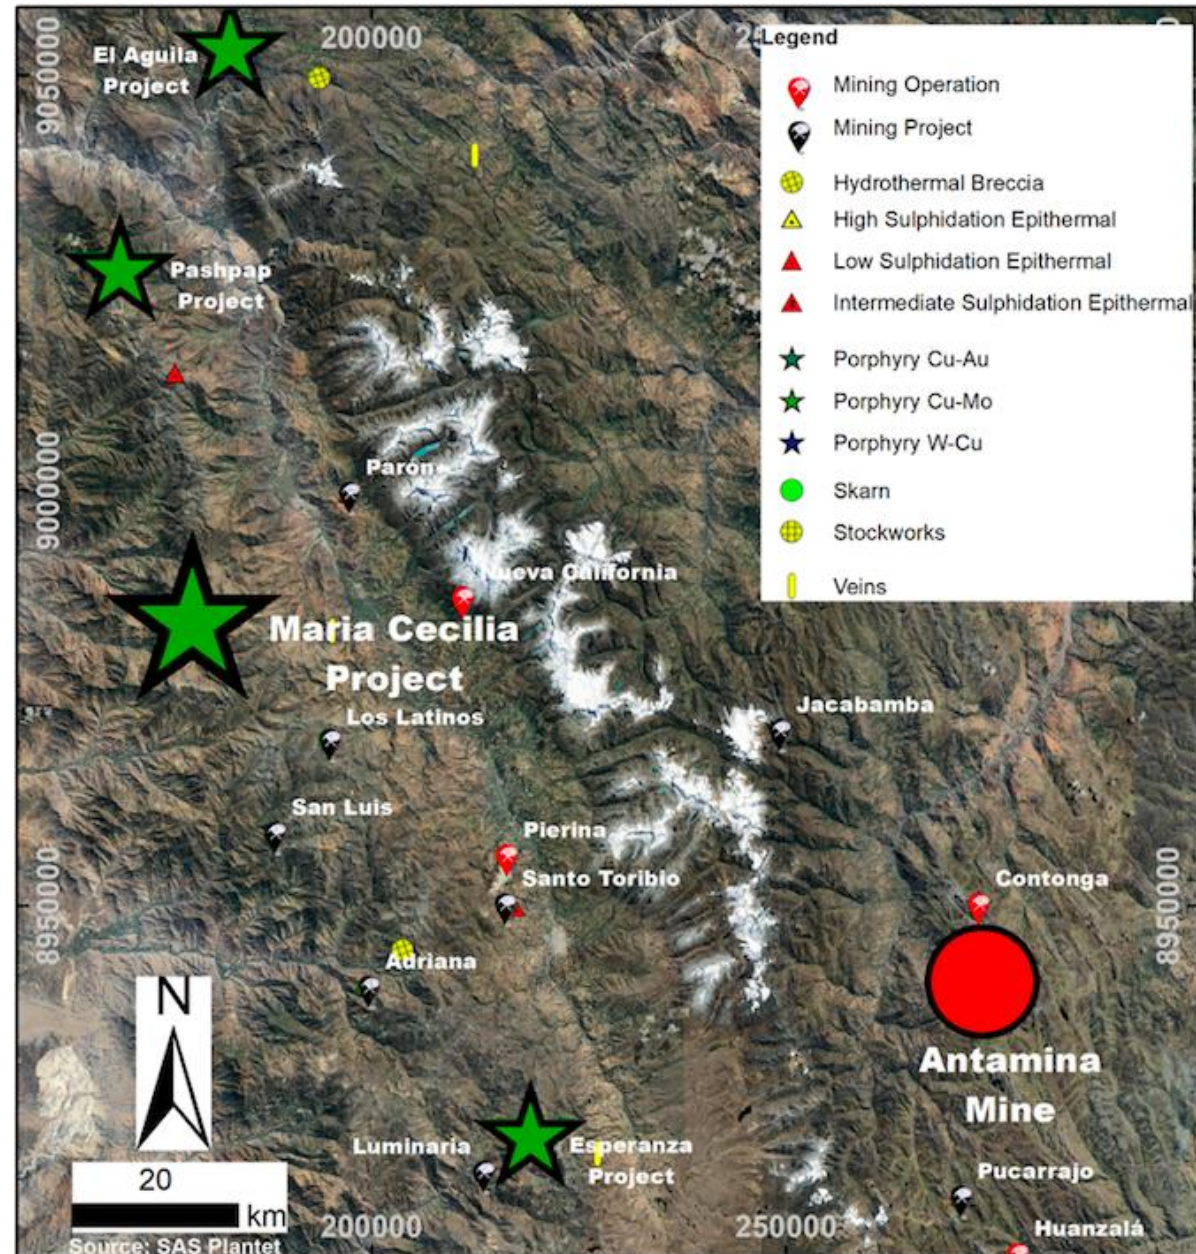 200000
Legend
El Aguila
Project
9050000
Mining Operation
Mining Project
Hydrothermal Breccia
High Sulphidation Epithermal
Low Sulphidation Epithermal
Intermediate Sulphidation Epithermal
Porphyry Cu-Au
Porphyry Cu-Mo
Porphyry W-Cu
Skarn
Stockworks
Veins
Pashpap
Project
Parón
9000000
Nueva California
Maria Cecilia
Project
Los Latinos
Jacabamba
San Luis
Pierina
Santo Toribio
Contonga
8950000
8950000
Adriana
N
Antamina
Mine
Luminaria
Esperanza
Project
Pucarrajo
20
km
200000
250000
Huanzalá
Source: SAS Plantet